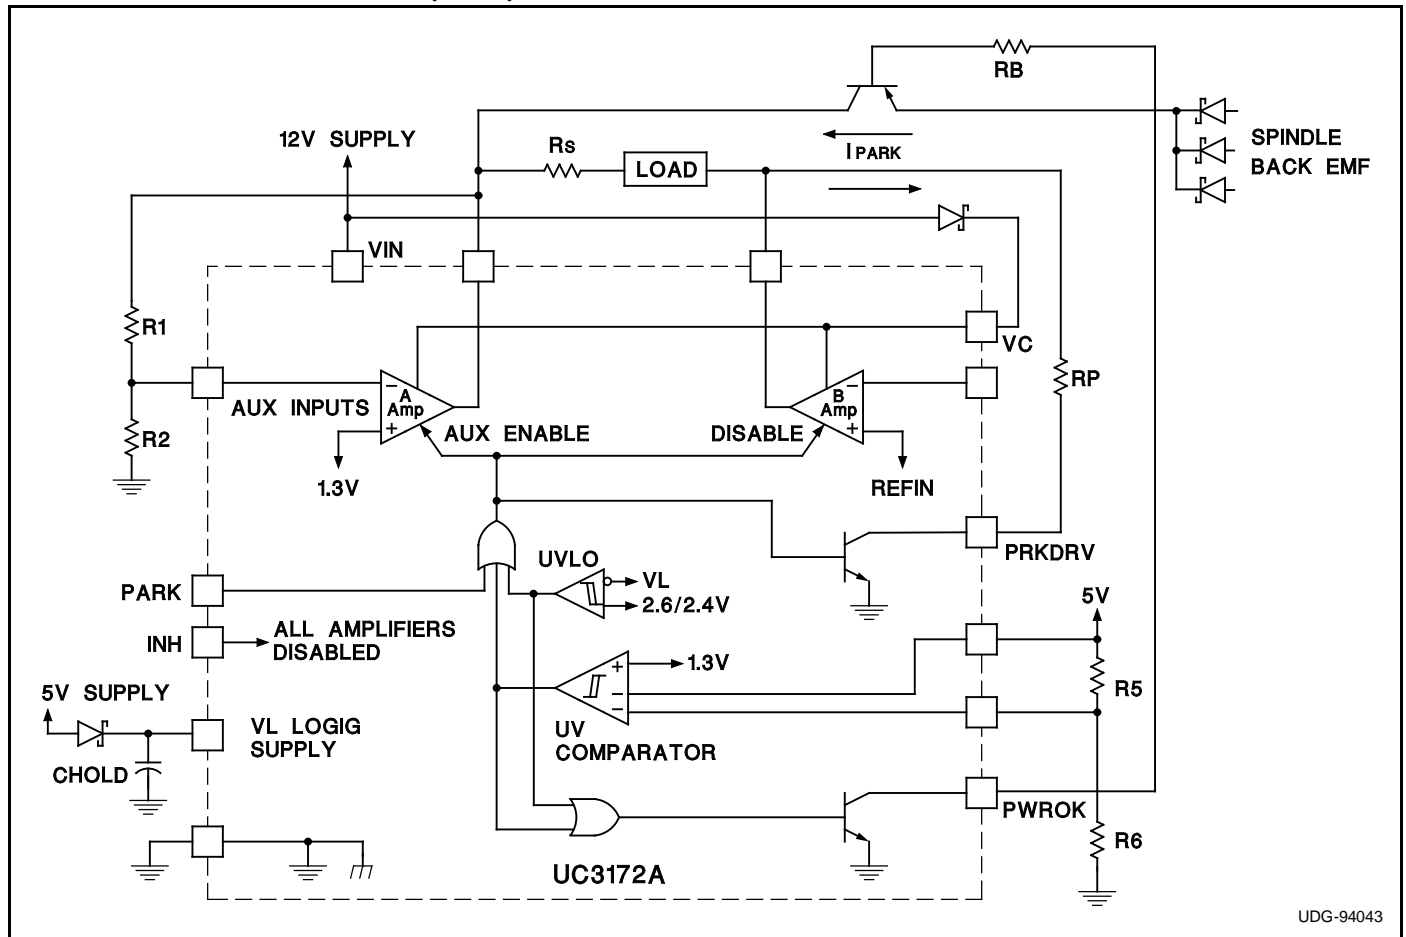 RB
SPINDLE
BACK EMF
12V SUPPLY
Rs
LOAD
I PARK
VIN
R1
VC
RP
AUX INPUTS
A
Amp
B
Amp
−
+
−
+
AUX ENABLE
DISABLE
R2
1.3V
REFIN
PRKDRV
UVLO
VL
2.6/2.4V
PARK
5V
INH
ALL AMPLIFIERS
DISABLED
1.3V
+
−
−
R5
5V SUPPLY
VL LOGIG
SUPPLY
UV
COMPARATOR
CHOLD
PWROK
R6
UC3172A
UDG-94043